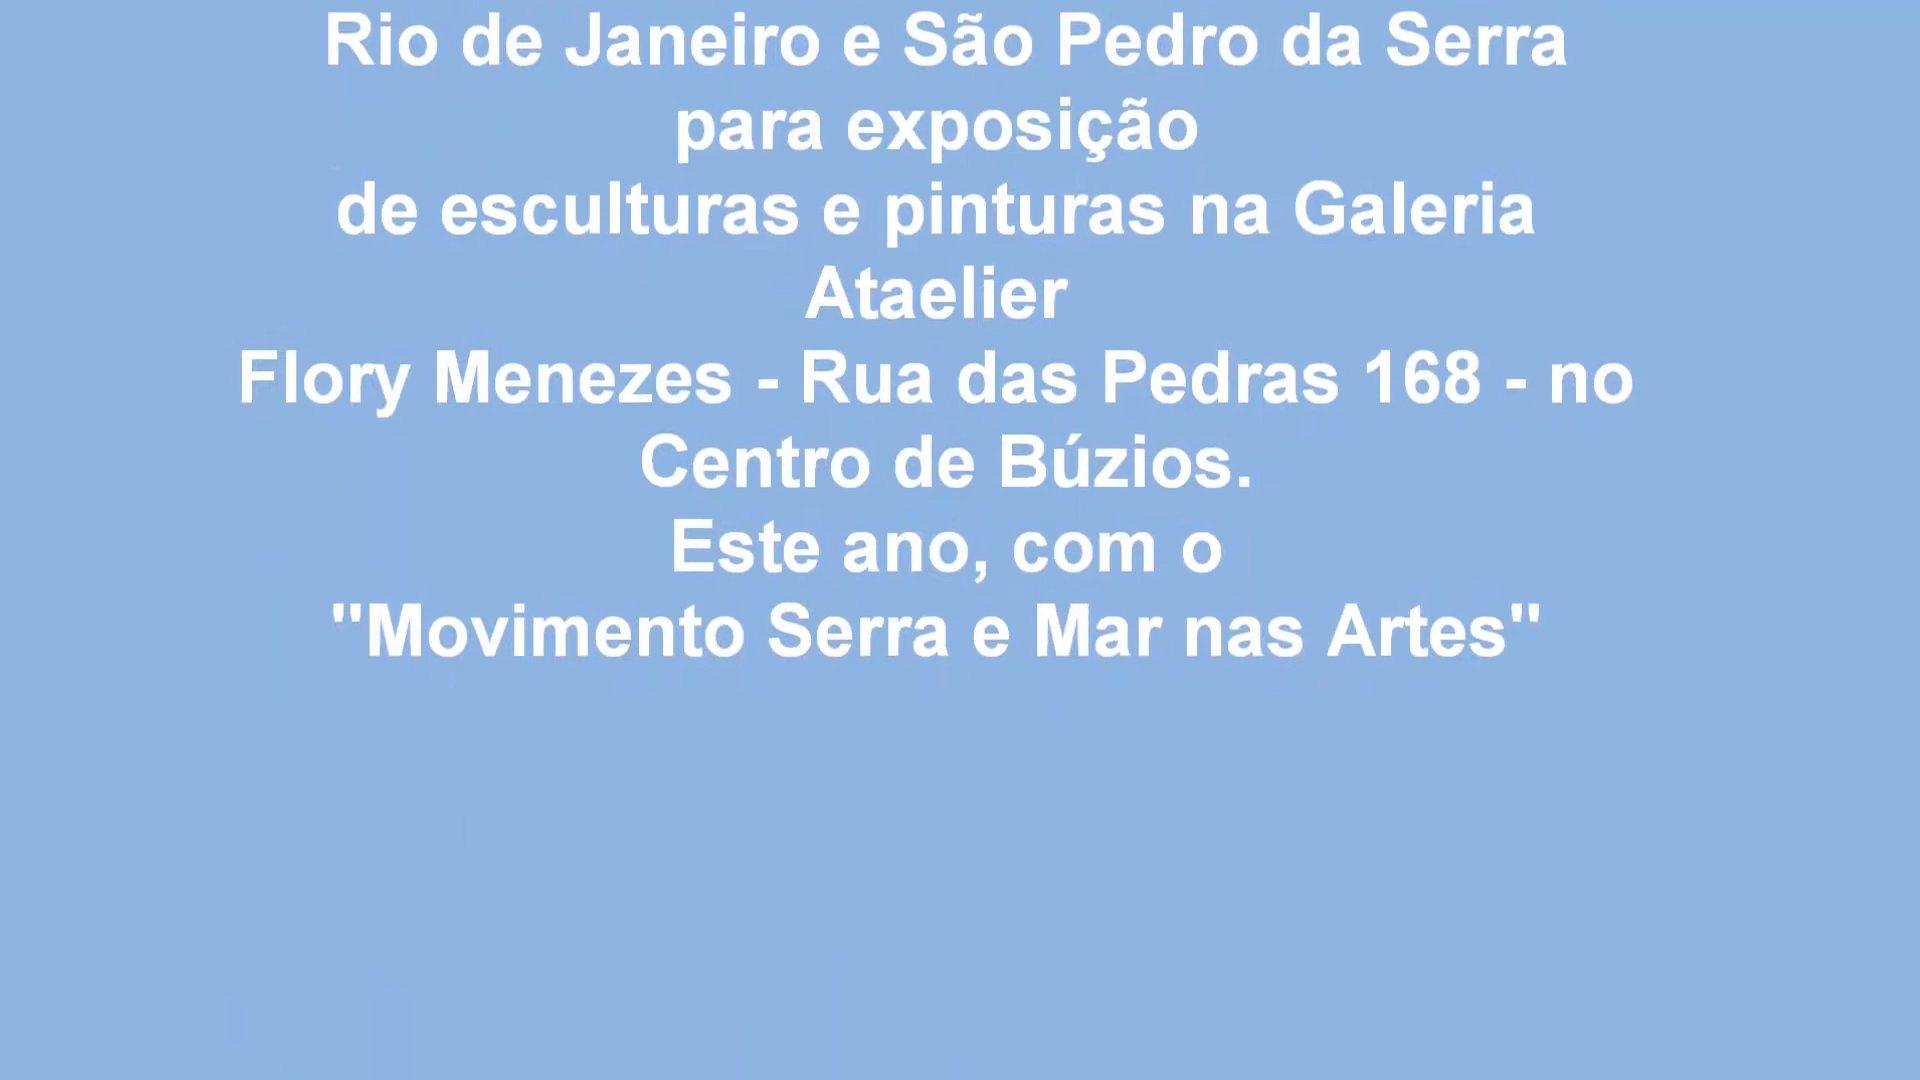 Rio de Janeiro e São Pedro da Serra
para exposição
de esculturas e pinturas na Galeria
Ataelier
Flory Menezes - Rua das Pedras 168 - no
Centro de Búzios.
Este ano, com o
"Movimento Serra e Mar nas Artes"